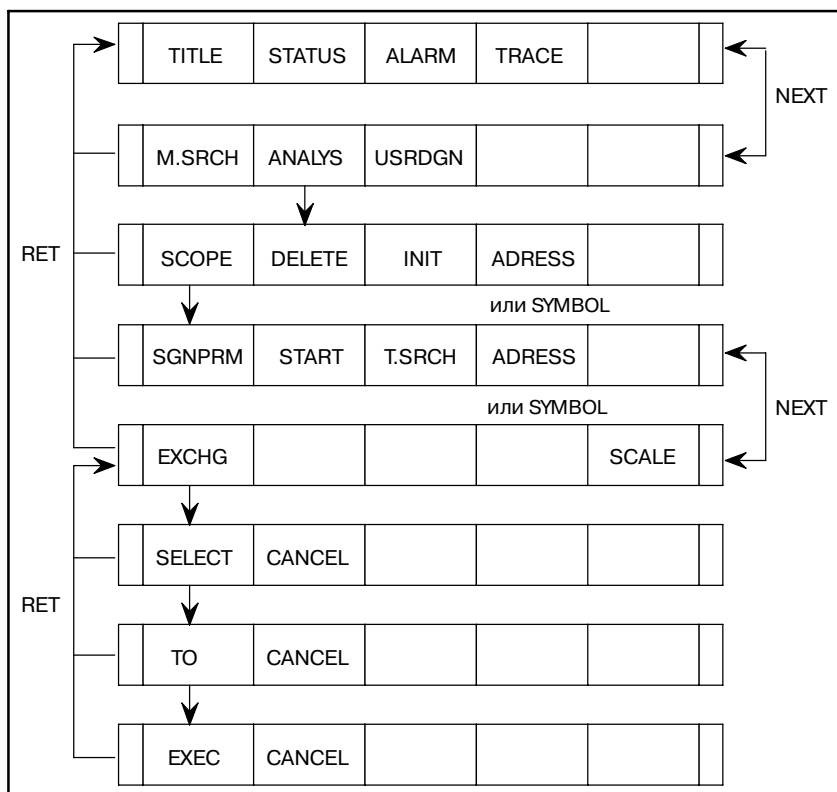 TITLE STATUS ALARM TRACE
NEXT
M.SRCH ANALYS USRDGN
RET
SCOPE DELETE INIT ADRESS
или SYMBOL
SGNPRM START T.SRCH ADRESS
NEXT
или SYMBOL
EXCHG SCALE
SELECT CANCEL
RET
TO CANCEL
EXEC CANCEL